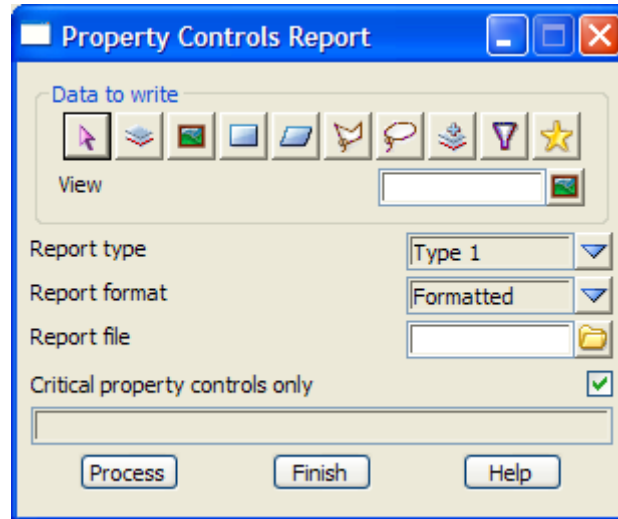 Property Controls Report
Data to write
View
Report type Type 1
Report format Formatted
Report file
Critical property controls only
Process Finish Help